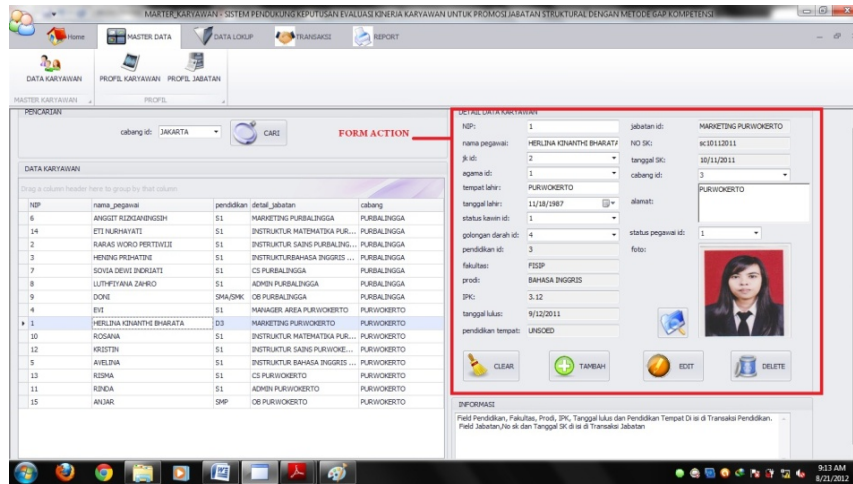 MARTER_KARYAWAN - SISTEM PENDUKUNG KEPUTUSAN EVALUASI KINERJA KARYAWAN UNTUK PROMOSI JABATAN STRUKTURAL DENGAN METODE GAP KOMPETENSI
Home MASTER DATA DATA LOKUP TRANSAKSI REPORT
DATA KARYAWAN PROFIL KARYAWAN PROFIL JABATAN
MASTER KARYAWAN PROFIL
PENCARIAN
cabang id: JAKARTA CARI
FORM ACTION
DATA KARYAWAN
Drag a column header here to group by that column
NIP nama_pegawai pendidikan detail_jabatan cabang
6 ANGGIT RIZKIANINGSIH S1 MARKETING PURBALINGGA PURBALINGGA
14 ETI NURHAYATI S1 INSTRUKTUR MATEMATIKA PUR... PURBALINGGA
2 RARAS WORO PERTIWIII S1 INSTRUKTUR SAINS PURBALING... PURBALINGGA
3 HENING PRIHATINI S1 INSTRUKTURBAHASA INGGRIS ... PURBALINGGA
7 SOVIA DEWI INDRIATI S1 CS PURBALINGGA PURBALINGGA
8 LUTHFIYANA ZAHRO S1 ADMIN PURBALINGGA PURBALINGGA
9 DONI SMA/SMK OB PURBALINGGA PURBALINGGA
4 EVI S1 MANAGER AREA PURWOKERTO PURWOKERTO
1 HERLINA KINANTHI BHARATA D3 MARKETING PURWOKERTO PURWOKERTO
10 ROSANA S1 INSTRUKTUR MATEMATIKA PUR... PURWOKERTO
12 KRISTIN S1 INSTRUKTUR SAINS PURWOKE... PURWOKERTO
5 AVELINA S1 INSTRUKTUR BAHASA INGGRIS ... PURWOKERTO
13 RISMA S1 CS PURWOKERTO PURWOKERTO
11 RINDA S1 ADMIN PURWOKERTO PURWOKERTO
15 ANJAR SMP OB PURWOKERTO PURWOKERTO
DETAIL DATA KARYAWAN
NIP: 1 jabatan id: MARKETING PURWOKERTO
nama pegawai: HERLINA KINANTHI BHARATA NO SK: sc10112011
jk id: 2 tanggal SK: 10/11/2011
agama id: 1 cabang id: 3
tempat lahir: PURWOKERTO alamat: PURWOKERTO
tanggal lahir: 11/18/1987
status kawin id: 1
golongan darah id: 4 status pegawai id: 1
pendidikan id: 3 foto:
fakultas: FISIP
prodi: BAHASA INGGRIS
IPK: 3.12
tanggal lulus: 9/12/2011
pendidikan tempat: UNSOED
CLEAR TAMBAH EDIT DELETE
INFORMASI
Field Pendidikan, Fakultas, Prodi, IPK, Tanggal lulus dan Pendidikan Tempat Di isi di Transaksi Pendidikan.
Field Jabatan,No sk dan Tanggal SK di isi di Transaksi Jabatan
9:13 AM
8/21/2012